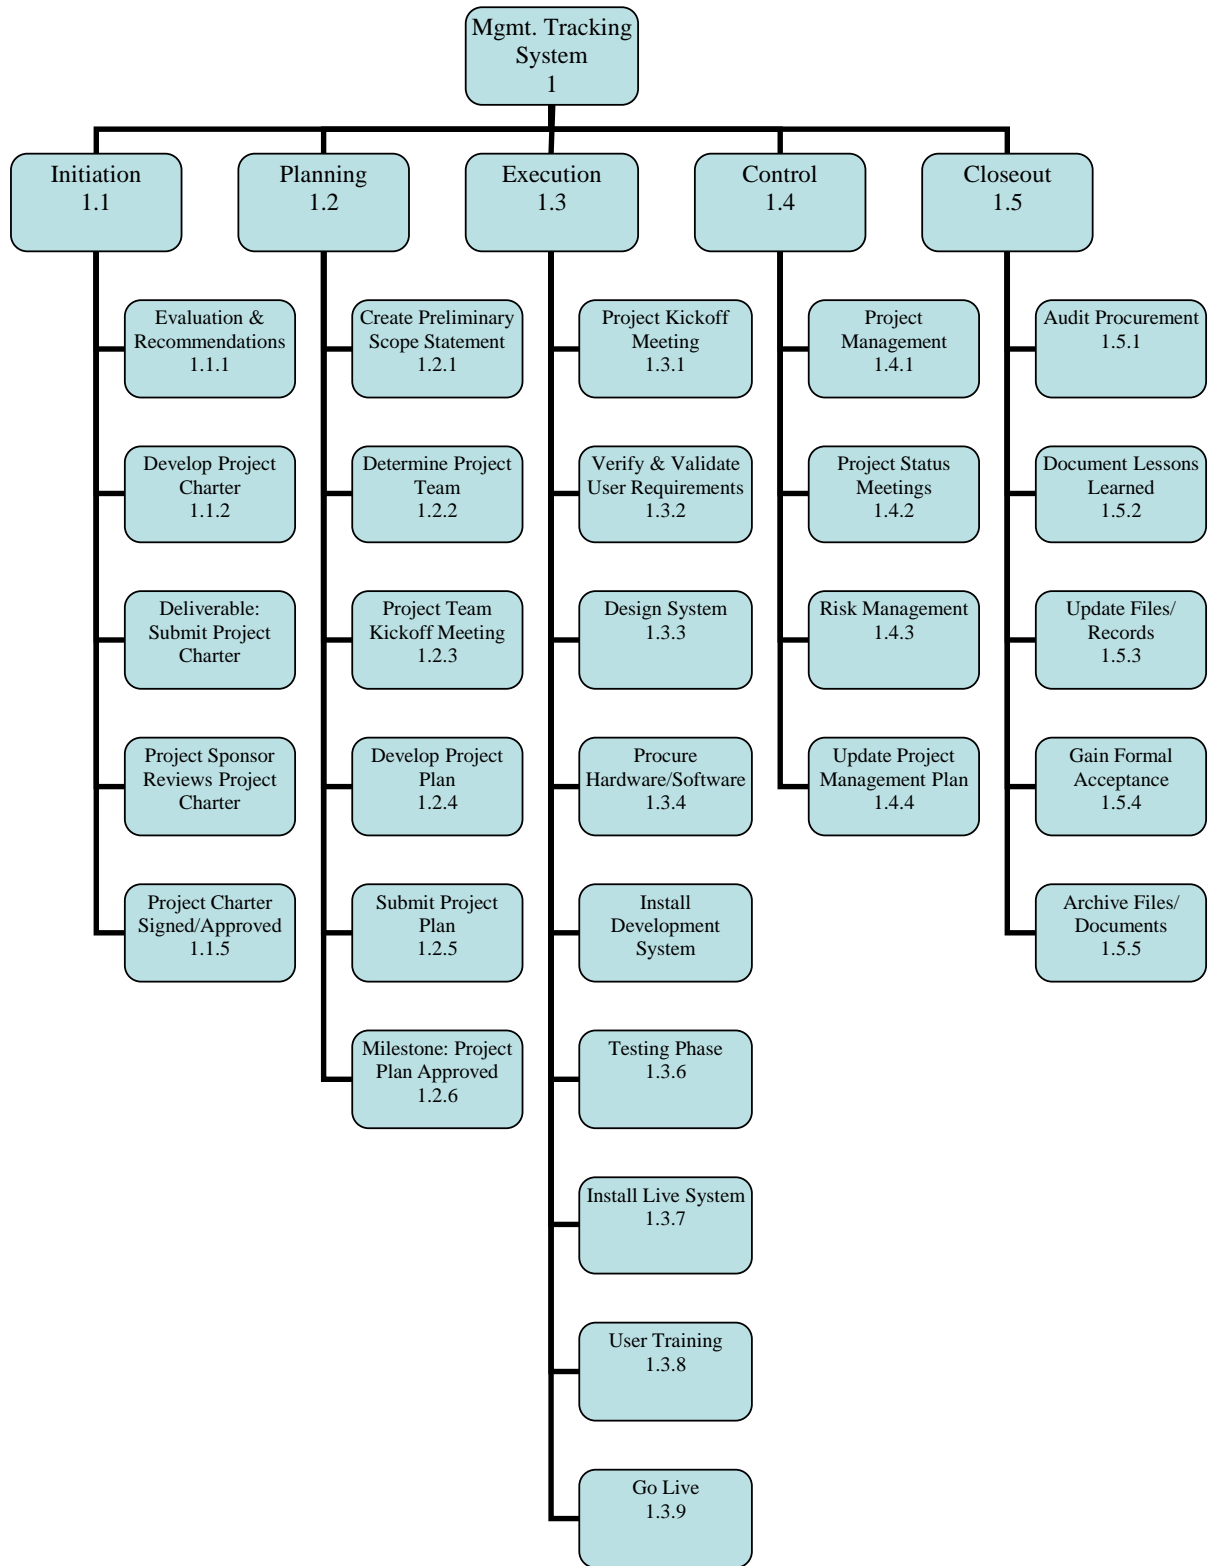 Mgmt. Tracking
System
1
Initiation
1.1
Planning
1.2
Execution
1.3
Control
1.4
Closeout
1.5
Evaluation &
Recommendations
1.1.1
Develop Project
Charter
1.1.2
Deliverable:
Submit Project
Charter
Project Sponsor
Reviews Project
Charter
Project Charter
Signed/Approved
1.1.5
Create Preliminary
Scope Statement
1.2.1
Determine Project
Team
1.2.2
Project Team
Kickoff Meeting
1.2.3
Develop Project
Plan
1.2.4
Submit Project
Plan
1.2.5
Milestone: Project
Plan Approved
1.2.6
Project Kickoff
Meeting
1.3.1
Verify & Validate
User Requirements
1.3.2
Design System
1.3.3
Procure
Hardware/Software
1.3.4
Install
Development
System
Testing Phase
1.3.6
Install Live System
1.3.7
User Training
1.3.8
Go Live
1.3.9
Project
Management
1.4.1
Project Status
Meetings
1.4.2
Risk Management
1.4.3
Update Project
Management Plan
1.4.4
Audit Procurement
1.5.1
Document Lessons
Learned
1.5.2
Update Files/
Records
1.5.3
Gain Formal
Acceptance
1.5.4
Archive Files/
Documents
1.5.5